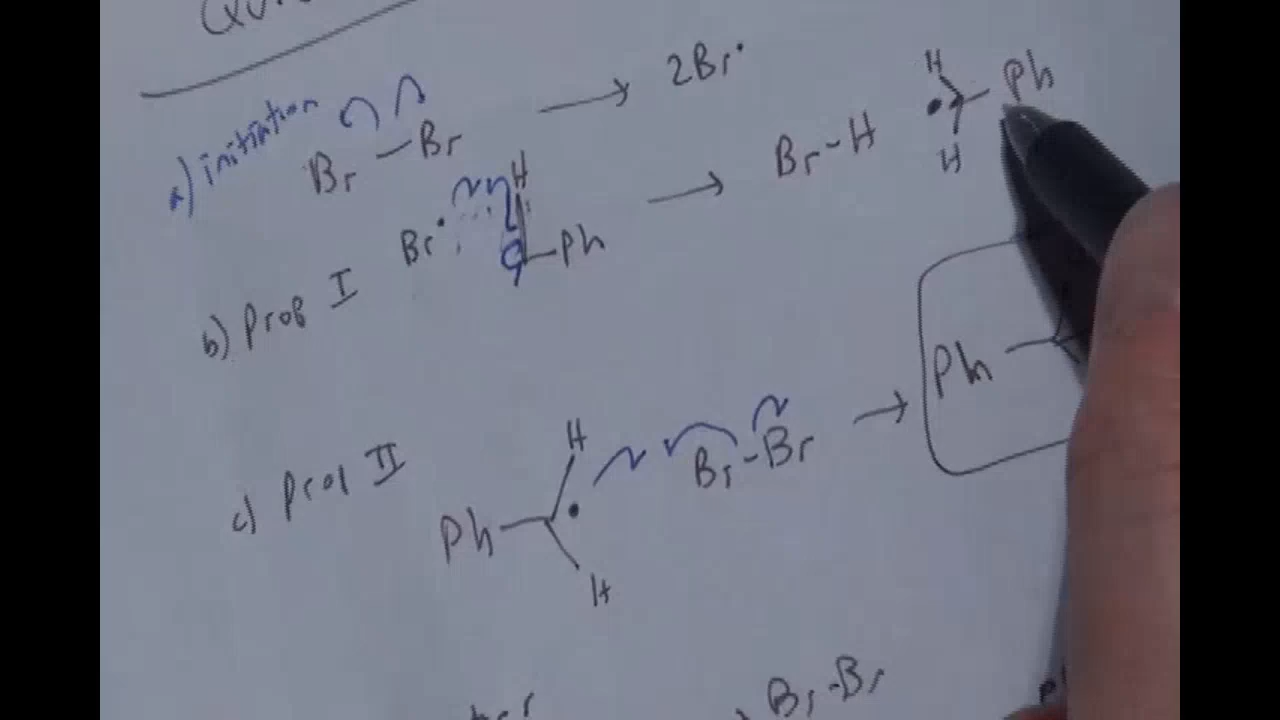 a) initiation Br - Br → 2Br•
b) Prop I Br• H Ph → Br-H • H H Ph
c) Prop II Ph H • H Br-Br → Ph
Br-Br